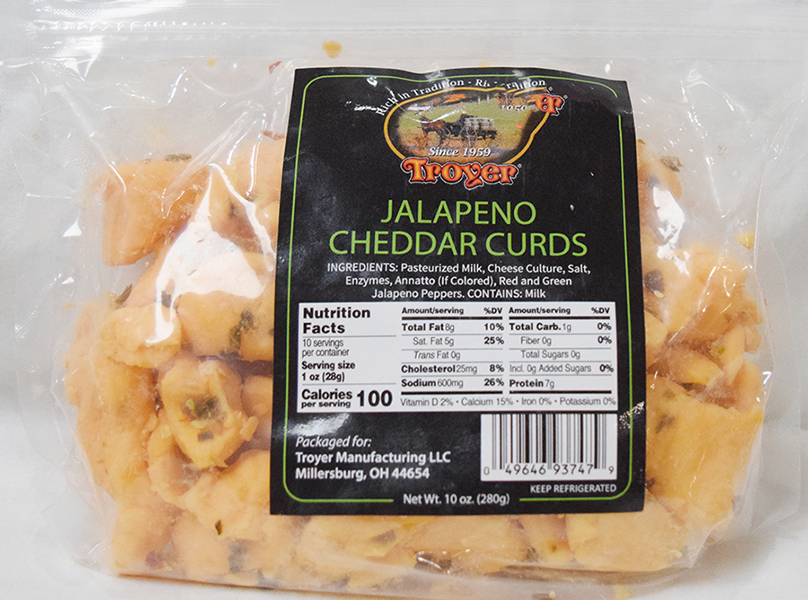 Rich in Tradition - Ri
Since 1959
Troyer
JALAPENO
CHEDDAR CURDS
INGREDIENTS: Pasteurized Milk, Cheese Culture, Salt,
Enzymes, Annatto (If Colored), Red and Green
Jalapeno Peppers. CONTAINS: Milk
Nutrition
Facts
10 servings
per container
Serving size
1 oz (28g)
Calories
per serving 100
Amount/serving %DV
Total Fat 8g 10%
Sat. Fat 5g 25%
Trans Fat 0g
Cholesterol 25mg 8%
Sodium 600mg 26%
Amount/serving %DV
Total Carb. 1g 0%
Fiber 0g 0%
Total Sugars 0g
Incl. 0g Added Sugars 0%
Protein 7g
Vitamin D 2% • Calcium 15% • Iron 0% • Potassium 0%
Packaged for:
Troyer Manufacturing LLC
Millersburg, OH 44654
0 49646 93747 9
KEEP REFRIGERATED
Net Wt. 10 oz. (280g)